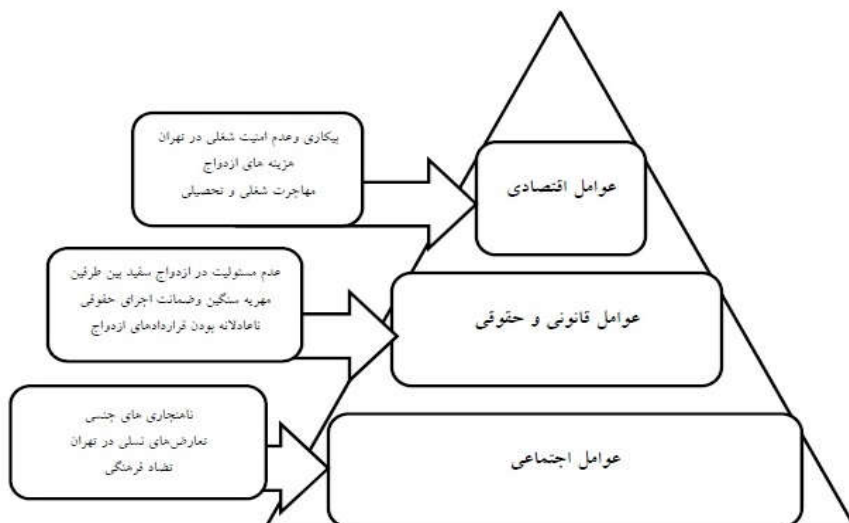 بیکاری وعدم امنیت شغلی در تهران
هزینه های ازدواج
مهاجرت شغلی و تحصیلی
عوامل اقتصادی
عدم مسئولیت در ازدواج سفید بین طرفین
مهریه سنگین وضمانت اجرای حقوقی
ناعادلانه بودن قراردادهای ازدواج
عوامل قانونی و حقوقی
ناهنجاری های جنسی
تعارض‌های نسلی در تهران
تضاد فرهنگی
عوامل اجتماعی